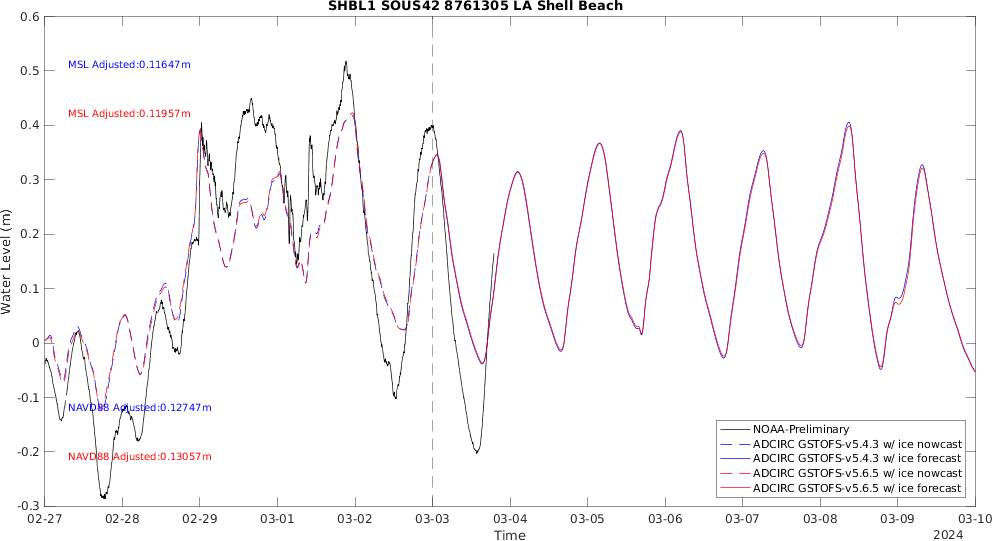 SHBL1 SOUS42 8761305 LA Shell Beach
0.6
0.5
0.4
0.3
0.2
0.1
0
-0.1
-0.2
-0.3
Water Level (m)
MSL Adjusted:0.11647m
MSL Adjusted:0.11957m
NAVD88 Adjusted:0.12747m
NAVD88 Adjusted:0.13057m
NOAA-Preliminary
ADCIRC GSTOFS-v5.4.3 w/ ice nowcast
ADCIRC GSTOFS-v5.4.3 w/ ice forecast
ADCIRC GSTOFS-v5.6.5 w/ ice nowcast
ADCIRC GSTOFS-v5.6.5 w/ ice forecast
02-27 02-28 02-29 03-01 03-02 03-03 03-04 03-05 03-06 03-07 03-08 03-09 03-10
Time
2024